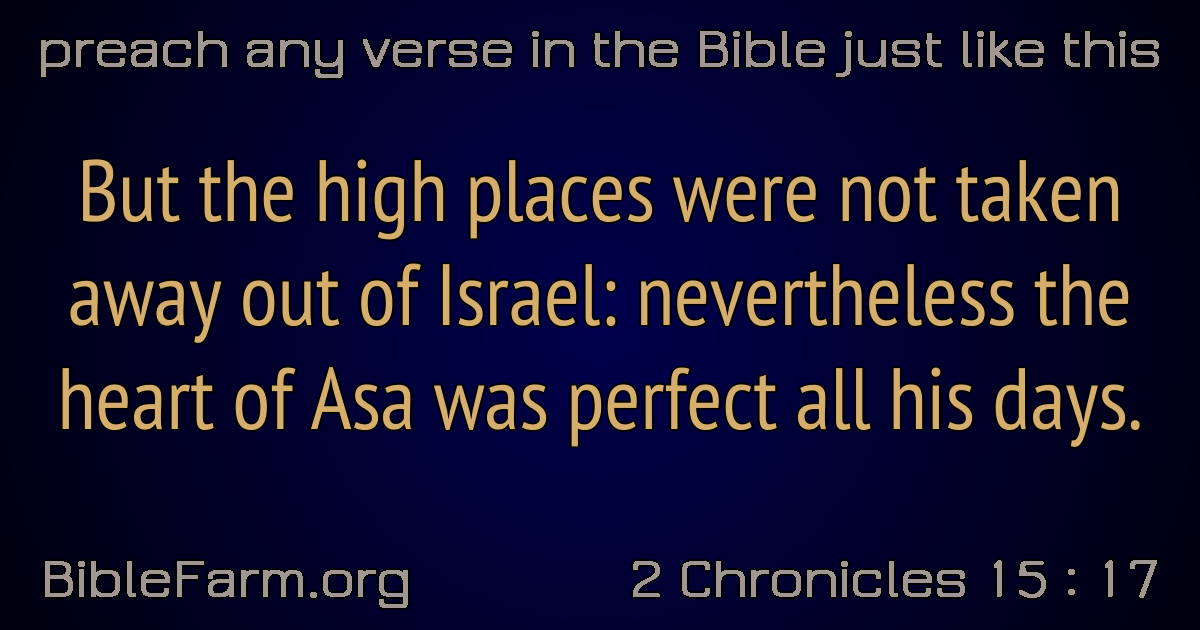 preach any verse in the Bible just like this
But the high places were not taken
away out of Israel: nevertheless the
heart of Asa was perfect all his days.
BibleFarm.org
2 Chronicles 15 : 17